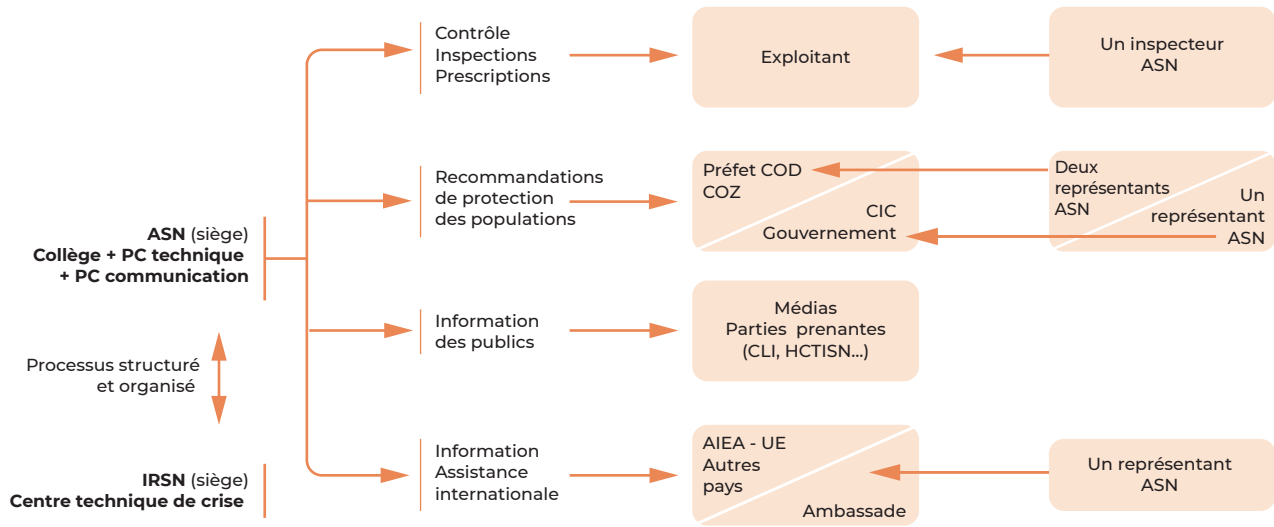 ASN (siège)
Collège + PC technique
+ PC communication
Processus structuré
et organisé
IRSN (siège)
Centre technique de crise
Contrôle
Inspections
Prescriptions
Exploitant
Un inspecteur
ASN
Recommandations
de protection
des populations
Préfet COD
COZ
CIC
Gouvernement
Deux
représentants
ASN
Un
représentant
ASN
Information
des publics
Médias
Parties prenantes
(CLI, HCTISN...)
Information
Assistance
internationale
AIEA - UE
Autres
pays
Ambassade
Un représentant
ASN